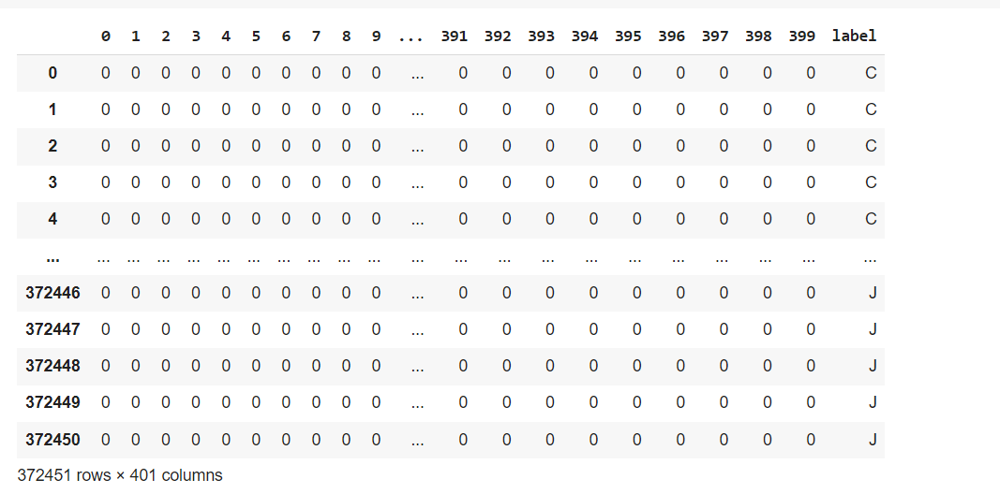 0 1 2 3 4 5 6 7 8 9 ... 391 392 393 394 395 396 397 398 399 label
0 0 0 0 0 0 0 0 0 0 0 ... 0 0 0 0 0 0 0 0 0 C
1 0 0 0 0 0 0 0 0 0 0 ... 0 0 0 0 0 0 0 0 0 C
2 0 0 0 0 0 0 0 0 0 0 ... 0 0 0 0 0 0 0 0 0 C
3 0 0 0 0 0 0 0 0 0 0 ... 0 0 0 0 0 0 0 0 0 C
4 0 0 0 0 0 0 0 0 0 0 ... 0 0 0 0 0 0 0 0 0 C
... ... ... ... ... ... ... ... ... ... ... ... ... ... ... ... ... ... ... ... ... ...
372446 0 0 0 0 0 0 0 0 0 0 ... 0 0 0 0 0 0 0 0 0 J
372447 0 0 0 0 0 0 0 0 0 0 ... 0 0 0 0 0 0 0 0 0 J
372448 0 0 0 0 0 0 0 0 0 0 ... 0 0 0 0 0 0 0 0 0 J
372449 0 0 0 0 0 0 0 0 0 0 ... 0 0 0 0 0 0 0 0 0 J
372450 0 0 0 0 0 0 0 0 0 0 ... 0 0 0 0 0 0 0 0 0 J
372451 rows × 401 columns